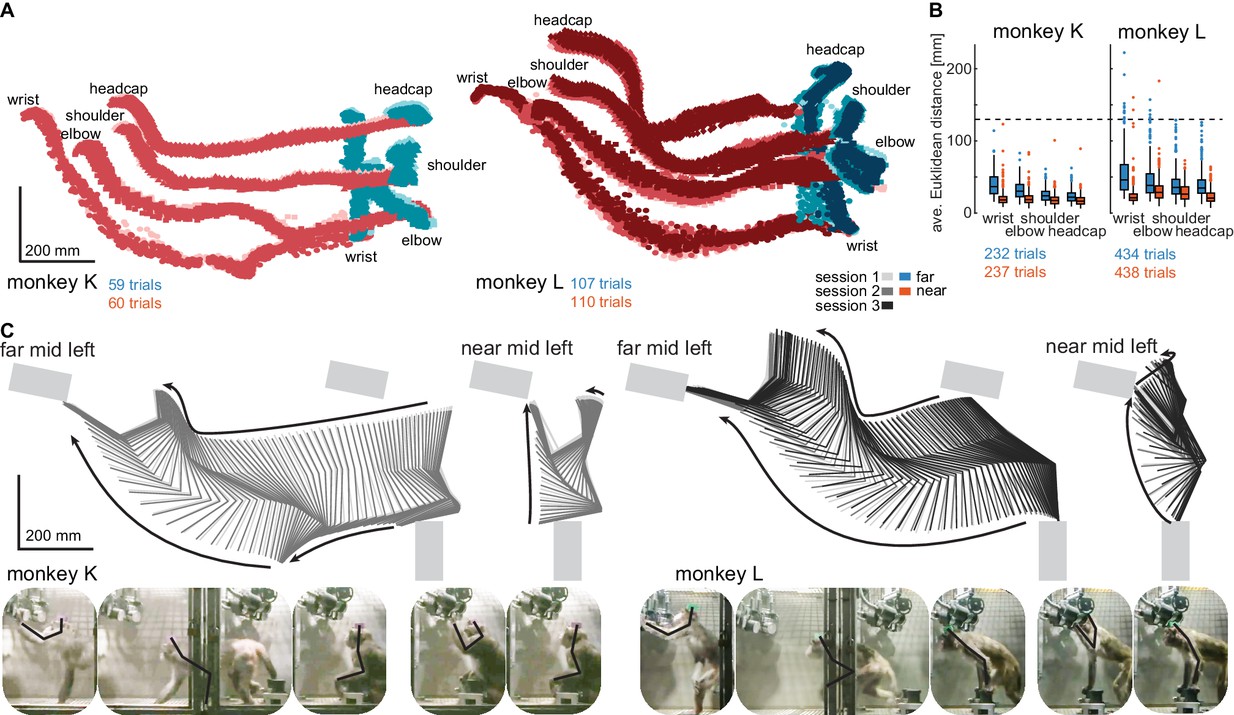 A
headcap
wrist
shoulder
elbow
headcap
shoulder
elbow
wrist
200 mm
monkey K
59 trials
60 trials
headcap
wrist
shoulder
elbow
headcap
shoulder
elbow
wrist
monkey L
107 trials
110 trials
session 1
session 2
session 3
far
near
B
monkey K
monkey L
ave. Euklidean distance [mm]
200
100
0
wrist
shoulder
elbow
headcap
wrist
shoulder
elbow
headcap
232 trials
237 trials
434 trials
438 trials
C
far mid left
near mid left
far mid left
near mid left
200 mm
monkey K
monkey L